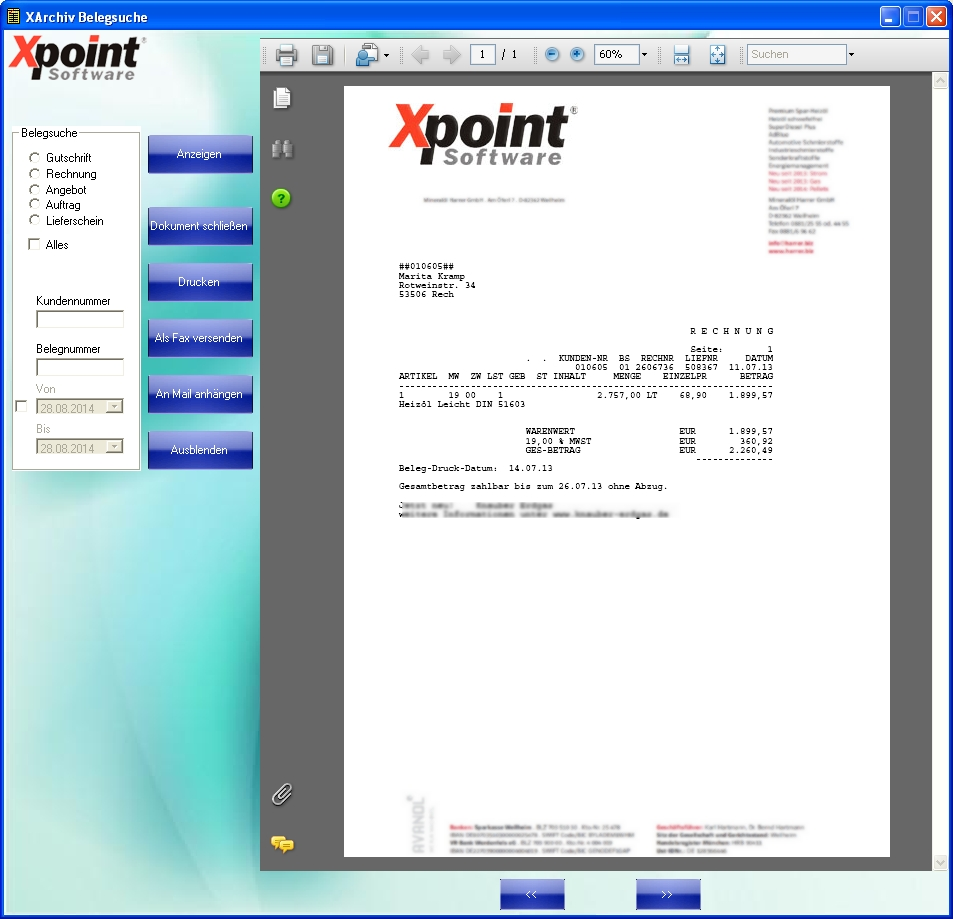 XArchiv Belegsuche
Xpoint®
Software
1 / 1
60%
Suchen
Belegsuche
Gutschrift
Rechnung
Angebot
Auftrag
Lieferschein
Alles
Kundennummer
Belegnummer
Von
28.08.2014
Bis
28.08.2014
Anzeigen
Dokument schließen
Drucken
Als Fax versenden
An Mail anhängen
Ausblenden
?
Xpoint®
Software
##010605##
Marita Kramp
Rotweinstr. 34
53506 Rech
R E C H N U N G
Seite: 1
. . KUNDEN-NR BS RECHNR LIEFNR DATUM
010605 01 2606736 508367 11.07.13
ARTIKEL MW ZW LST GEB ST INHALT MENGE EINZELPR BETRAG
1 19 00 1 2.757,00 LT 68,90 1.899,57
Heizöl Leicht DIN 51603
WARENWERT EUR 1.899,57
19,00 % MWST EUR 360,92
GES-BETRAG EUR 2.260,49
Beleg-Druck-Datum: 14.07.13
Gesamtbetrag zahlbar bis zum 26.07.13 ohne Abzug.
<< >>